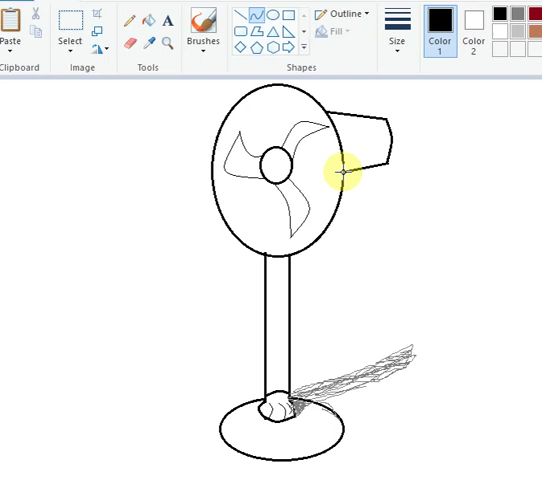 Paste
Select
Brushes
Outline
Fill
Size
Color
1
Color
2
Clipboard
Image
Tools
Shapes
A